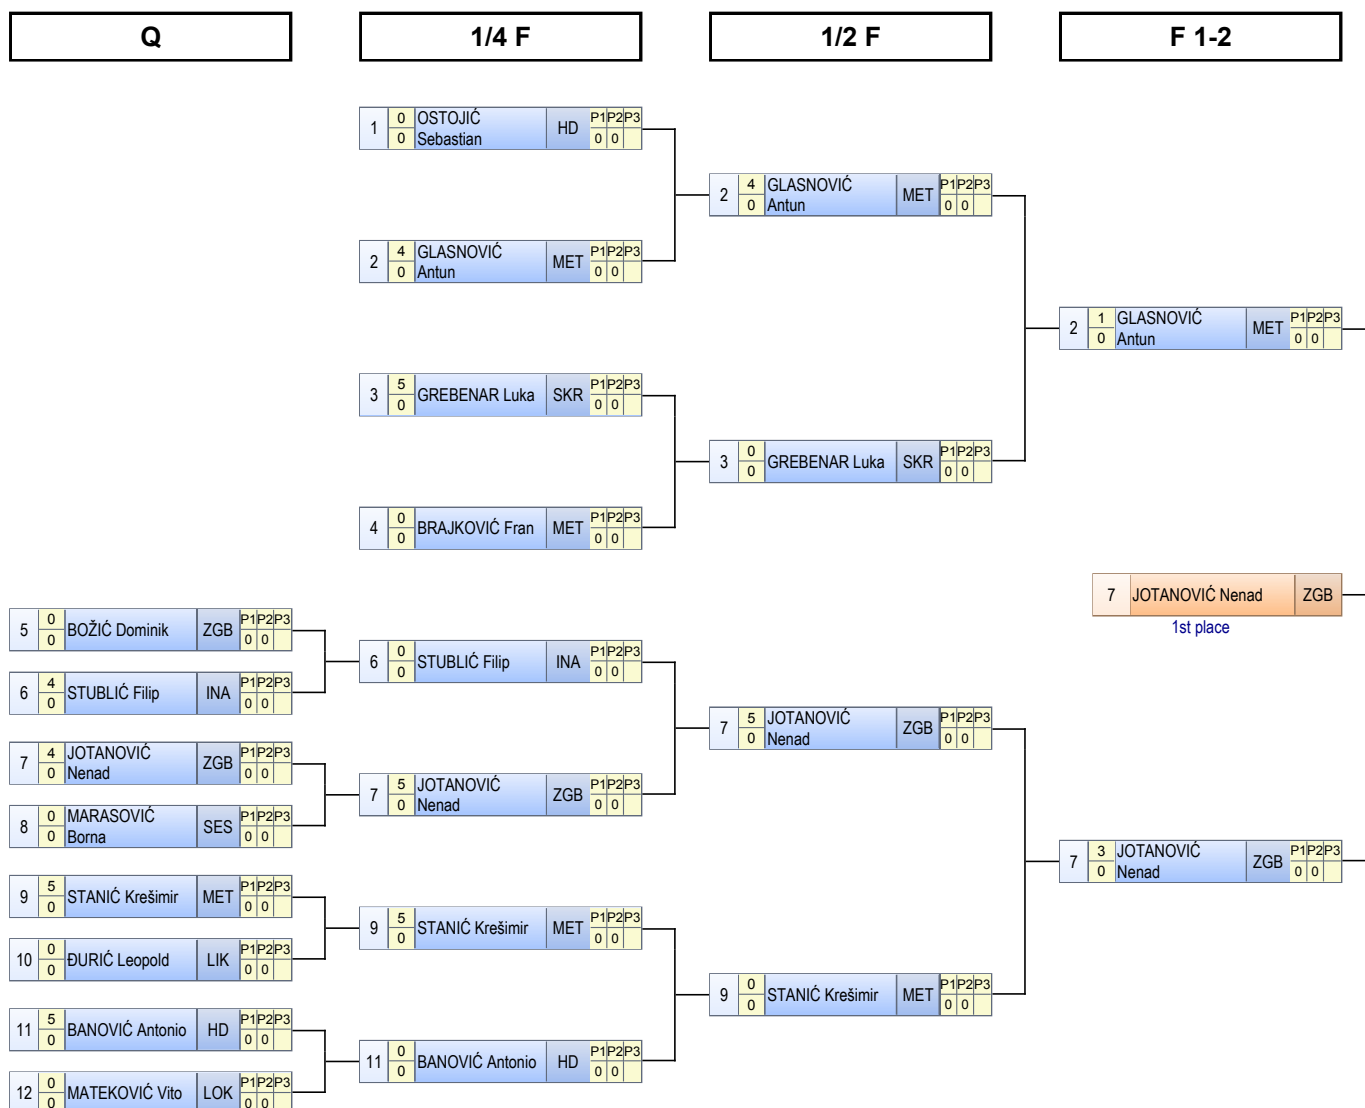 Q
1/4 F
1/2 F
F 1-2
1 0 OSTOJIĆ HD P1 P2 P3
0 Sebastian 0 0
2 4 GLASNOVIĆ MET P1 P2 P3
0 Antun 0 0
2 4 GLASNOVIĆ MET P1 P2 P3
0 Antun 0 0
2 1 GLASNOVIĆ MET P1 P2 P3
0 Antun 0 0
3 5 GREBENAR Luka SKR P1 P2 P3
0 0 0
3 0 GREBENAR Luka SKR P1 P2 P3
0 0 0
4 0 BRAJKOVIĆ Fran MET P1 P2 P3
0 0 0
7 JOTANOVIĆ Nenad ZGB
1st place
5 0 BOŽIĆ Dominik ZGB P1 P2 P3
0 0 0
6 0 STUBLIĆ Filip INA P1 P2 P3
0 0 0
6 4 STUBLIĆ Filip INA P1 P2 P3
0 0 0
7 5 JOTANOVIĆ ZGB P1 P2 P3
0 Nenad 0 0
7 4 JOTANOVIĆ ZGB P1 P2 P3
0 Nenad 0 0
7 5 JOTANOVIĆ ZGB P1 P2 P3
0 Nenad 0 0
8 0 MARASOVIĆ SES P1 P2 P3
0 Borna 0 0
7 3 JOTANOVIĆ ZGB P1 P2 P3
0 Nenad 0 0
9 5 STANIĆ Krešimir MET P1 P2 P3
0 0 0
9 5 STANIĆ Krešimir MET P1 P2 P3
0 0 0
10 0 ĐURIĆ Leopold LIK P1 P2 P3
0 0 0
9 0 STANIĆ Krešimir MET P1 P2 P3
0 0 0
11 5 BANOVIĆ Antonio HD P1 P2 P3
0 0 0
11 0 BANOVIĆ Antonio HD P1 P2 P3
0 0 0
12 0 MATEKOVIĆ Vito LOK P1 P2 P3
0 0 0